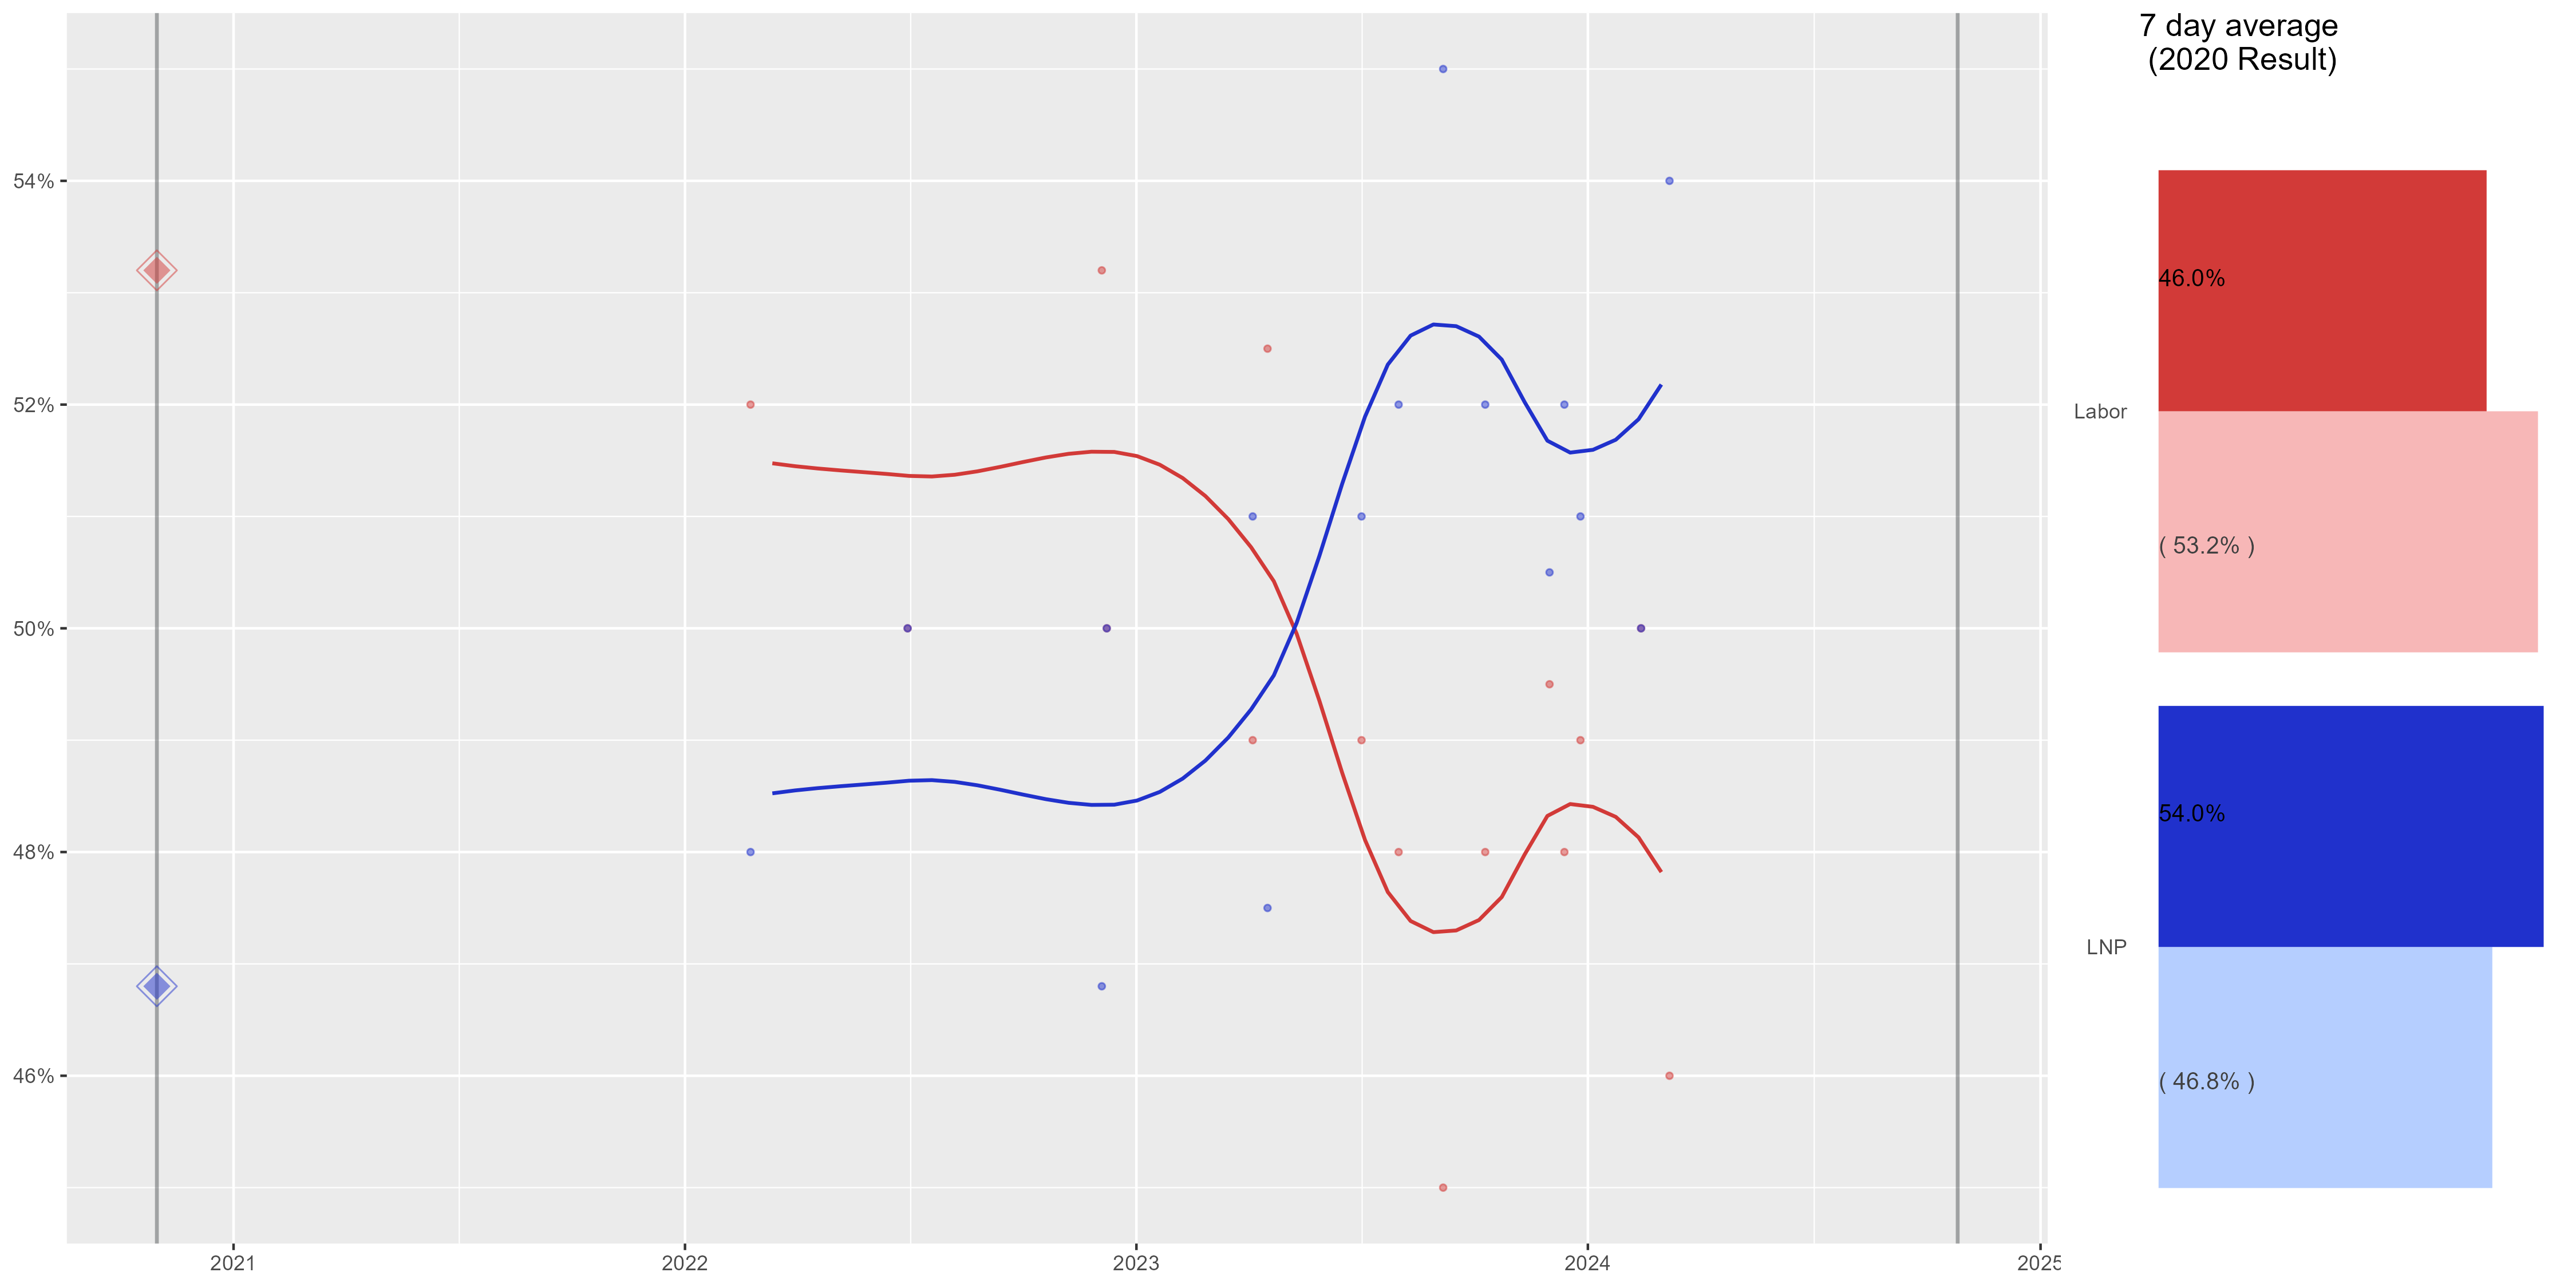 7 day average
(2020 Result)
54%
52%
50%
48%
46%
2021
2022
2023
2024
2025
Labor
46.0%
( 53.2% )
LNP
54.0%
( 46.8% )